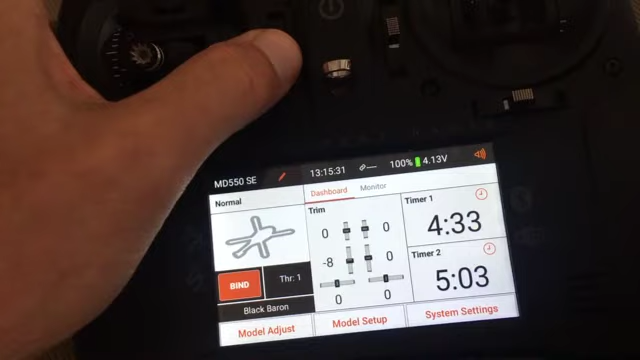 MD550 SE 13:15:31 100% 4.13V
Normal
Dashboard Monitor
Trim
0 0
-8 0
0 0
Timer 1
4:33
Timer 2
5:03
BIND Thr: 1
Black Baron
Model Adjust Model Setup System Settings